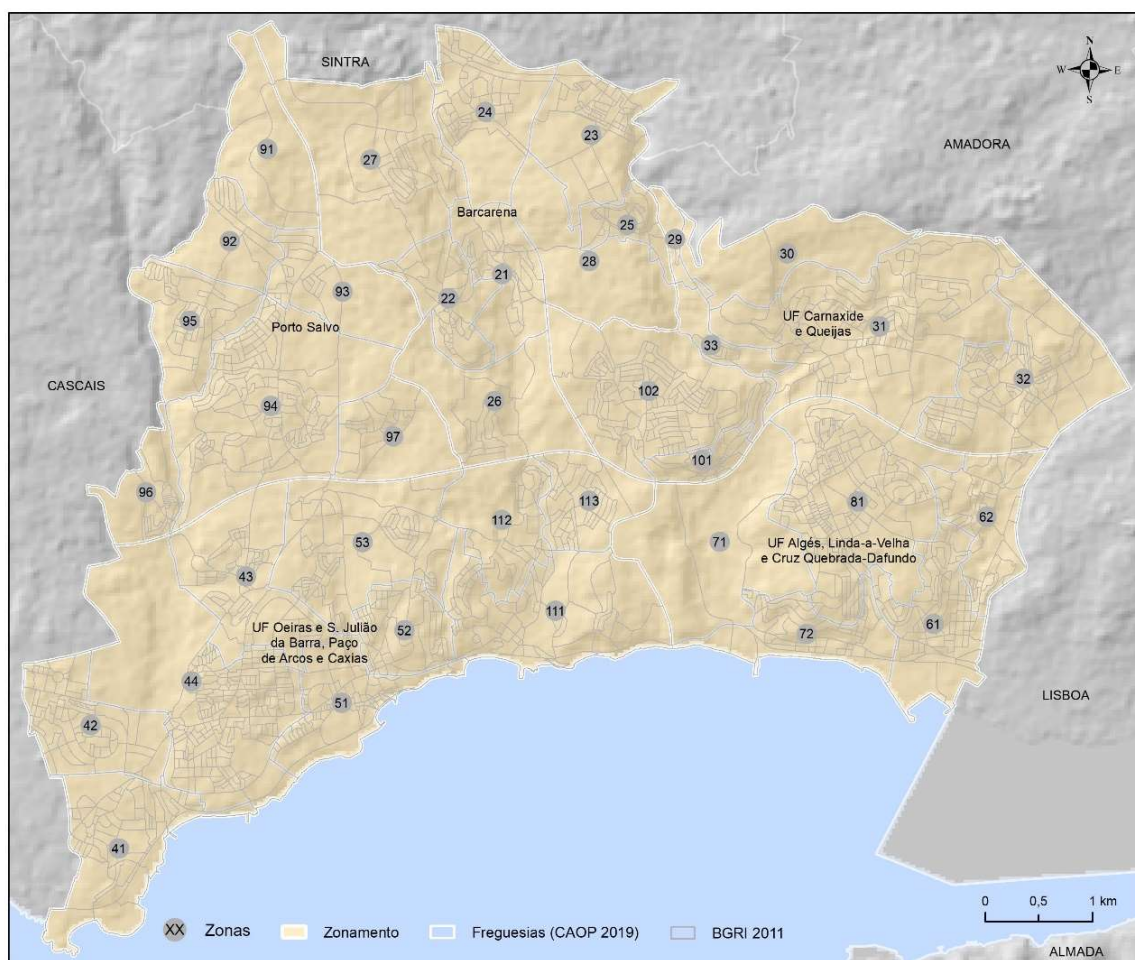 SINTRA
N
W E
S
24
23
AMADORA
91
27
Barcarena
25
92
29
30
28
21
93
22
UF Carnaxide
e Queijas
95
Porto Salvo
31
33
CASCAIS
32
102
94
26
97
101
96
113
81
112
62
53
71
UF Algés, Linda-a-Velha
e Cruz Quebrada-Dafundo
43
111
61
UF Oeiras e S. Julião
da Barra, Paço
de Arcos e Caxias
52
72
44
LISBOA
51
42
41
0 0,5 1 km
XX Zonas Zonamento Freguesias (CAOP 2019) BGRI 2011
ALMADA